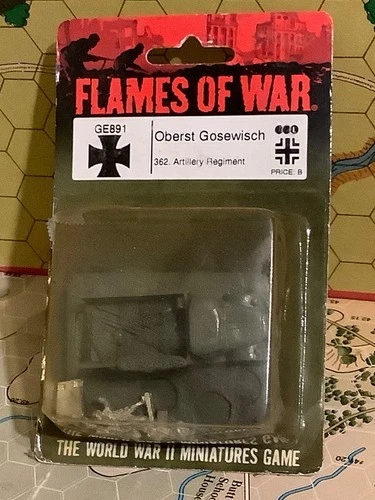 FLAMES OF WAR
GE891
Oberst Gosewisch
362. Artillery Regiment
PRICE: B
THE WORLD WAR II MINIATURES GAME